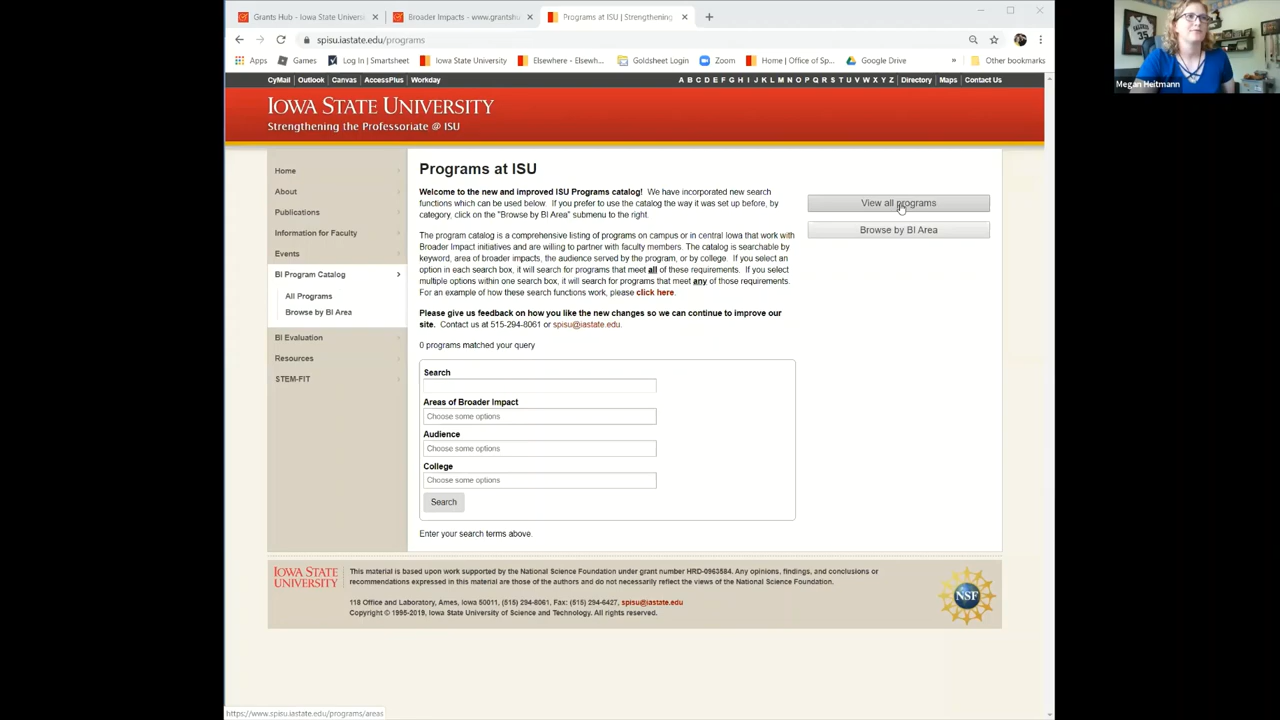 Grants Hub - Iowa State Universi
Broader Impacts - www.grantshu
Programs at ISU | Strengthening
spisu.iastate.edu/programs
Apps
Games
Log In | Smartsheet
Iowa State University
Elsewhere - Elsewh...
Goldsheet Login
Zoom
Home | Office of Sp...
Google Drive
»
Other bookmarks
Megan Heitmann
CyMail Outlook Canvas AccessPlus Workday
A B C D E F G H I J K L M N O P Q R S T U V W X Y Z Directory Maps Contact Us
IOWA STATE UNIVERSITY
Strengthening the Professoriate @ ISU
Home
About
Publications
Information for Faculty
Events
BI Program Catalog
All Programs
Browse by BI Area
BI Evaluation
Resources
STEM-FIT
Programs at ISU
Welcome to the new and improved ISU Programs catalog! We have incorporated new search
functions which can be used below. If you prefer to use the catalog the way it was set up before, by
category, click on the "Browse by BI Area" submenu to the right.
The program catalog is a comprehensive listing of programs on campus or in central Iowa that work with
Broader Impact initiatives and are willing to partner with faculty members. The catalog is searchable by
keyword, area of broader impacts, the audience served by the program, or by college. If you select an
option in each search box, it will search for programs that meet all of these requirements. If you select
multiple options within one search box, it will search for programs that meet any of those requirements.
For an example of how these search functions work, please click here.
Please give us feedback on how you like the new changes so we can continue to improve our
site. Contact us at 515-294-8061 or spisu@iastate.edu.
0 programs matched your query
Search
Areas of Broader Impact
Choose some options
Audience
Choose some options
College
Choose some options
Search
Enter your search terms above.
View all programs
Browse by BI Area
IOWA STATE
UNIVERSITY
This material is based upon work supported by the National Science Foundation under grant number HRD-0963584. Any opinions, findings, and conclusions or
recommendations expressed in this material are those of the authors and do not necessarily reflect the views of the National Science Foundation.
118 Office and Laboratory, Ames, Iowa 50011, (515) 294-8061, Fax: (515) 294-6427, spisu@iastate.edu
Copyright © 1995-2019, Iowa State University of Science and Technology. All rights reserved.
NSF
https://www.spisu.iastate.edu/programs/areas